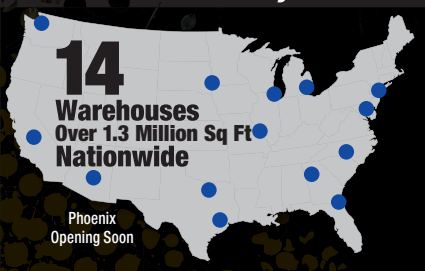 14
Warehouses
Over 1.3 Million Sq Ft
Nationwide
Phoenix
Opening Soon